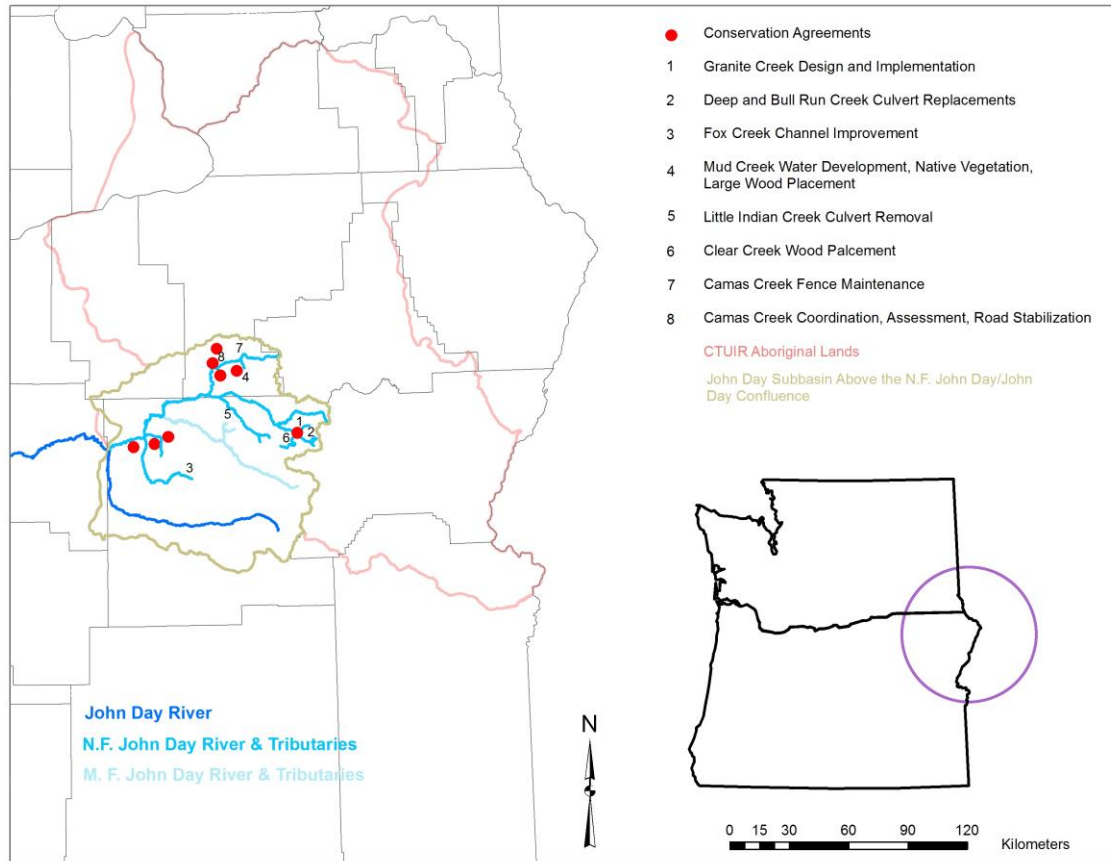 Conservation Agreements
1 Granite Creek Design and Implementation
2 Deep and Bull Run Creek Culvert Replacements
3 Fox Creek Channel Improvement
4 Mud Creek Water Development, Native Vegetation,
Large Wood Placement
5 Little Indian Creek Culvert Removal
6 Clear Creek Wood Palcement
7 Camas Creek Fence Maintenance
8 Camas Creek Coordination, Assessment, Road Stabilization
CTUIR Aboriginal Lands
John Day Subbasin Above the N.F. John Day/John
Day Confluence
7
8
4
5
1
2
6
3
John Day River
N.F. John Day River & Tributaries
M. F. John Day River & Tributaries
N
0 15 30 60 90 120
Kilometers